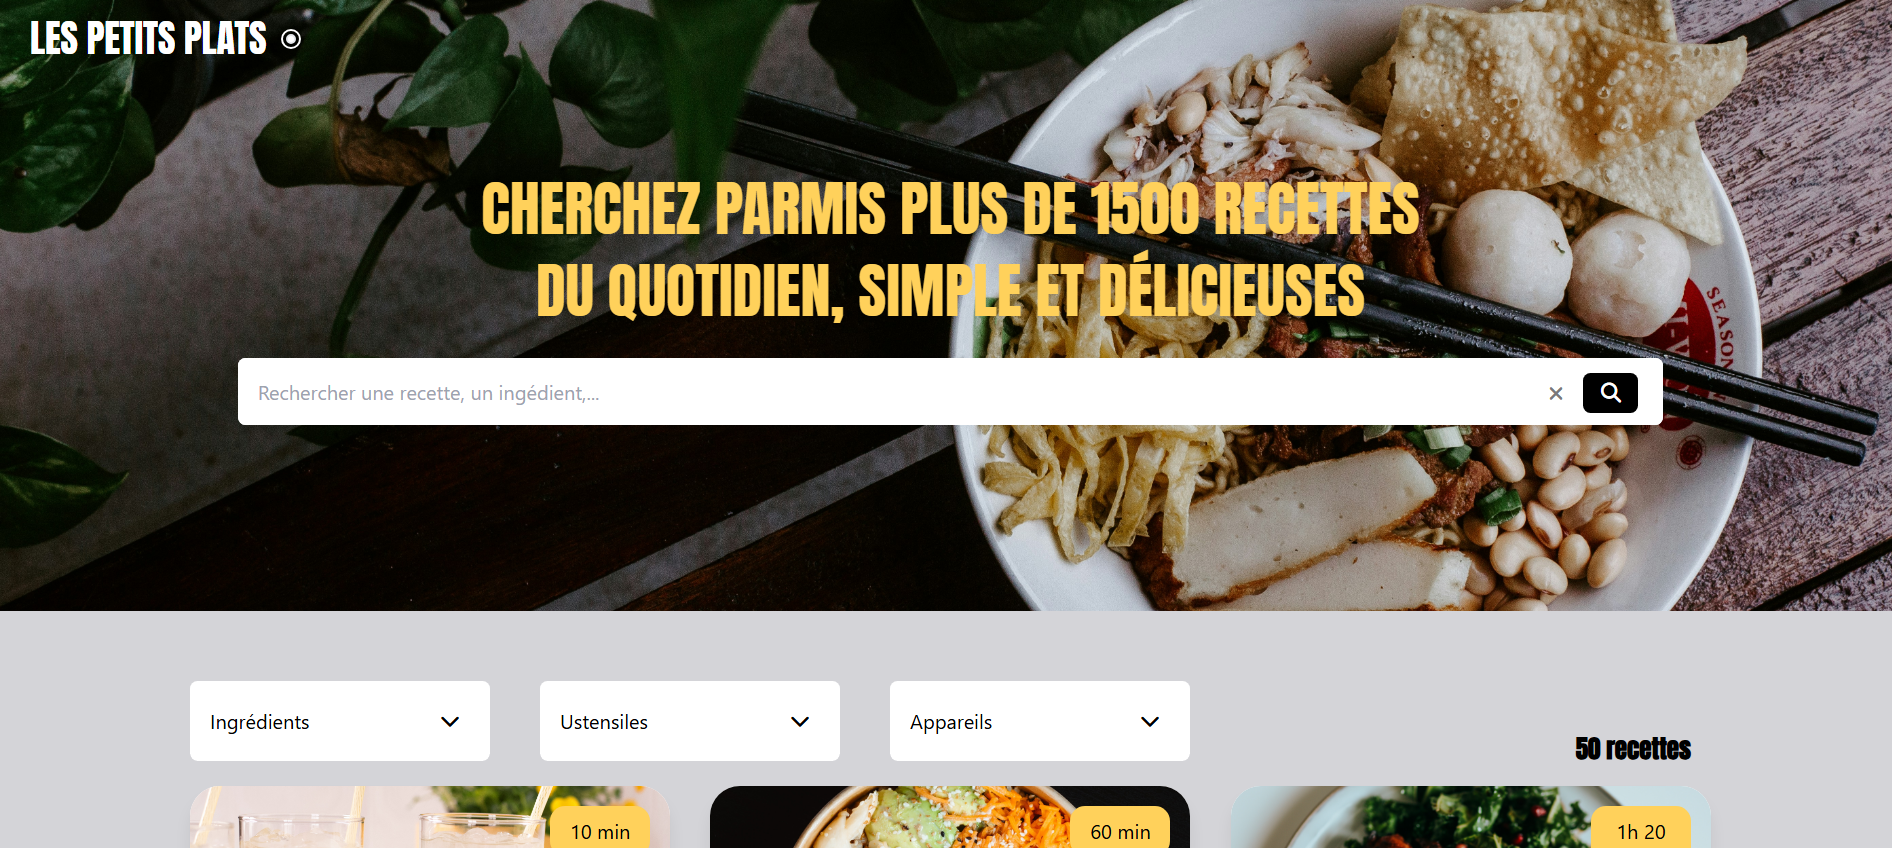 LES PETITS PLATS
CHERCHEZ PARMIS PLUS DE 1500 RECETTES
DU QUOTIDIEN, SIMPLE ET DÉLICIEUSES
Rechercher une recette, un ingédient,...
SEASON
Ingrédients
Ustensiles
Appareils
50 recettes
10 min
60 min
1h 20